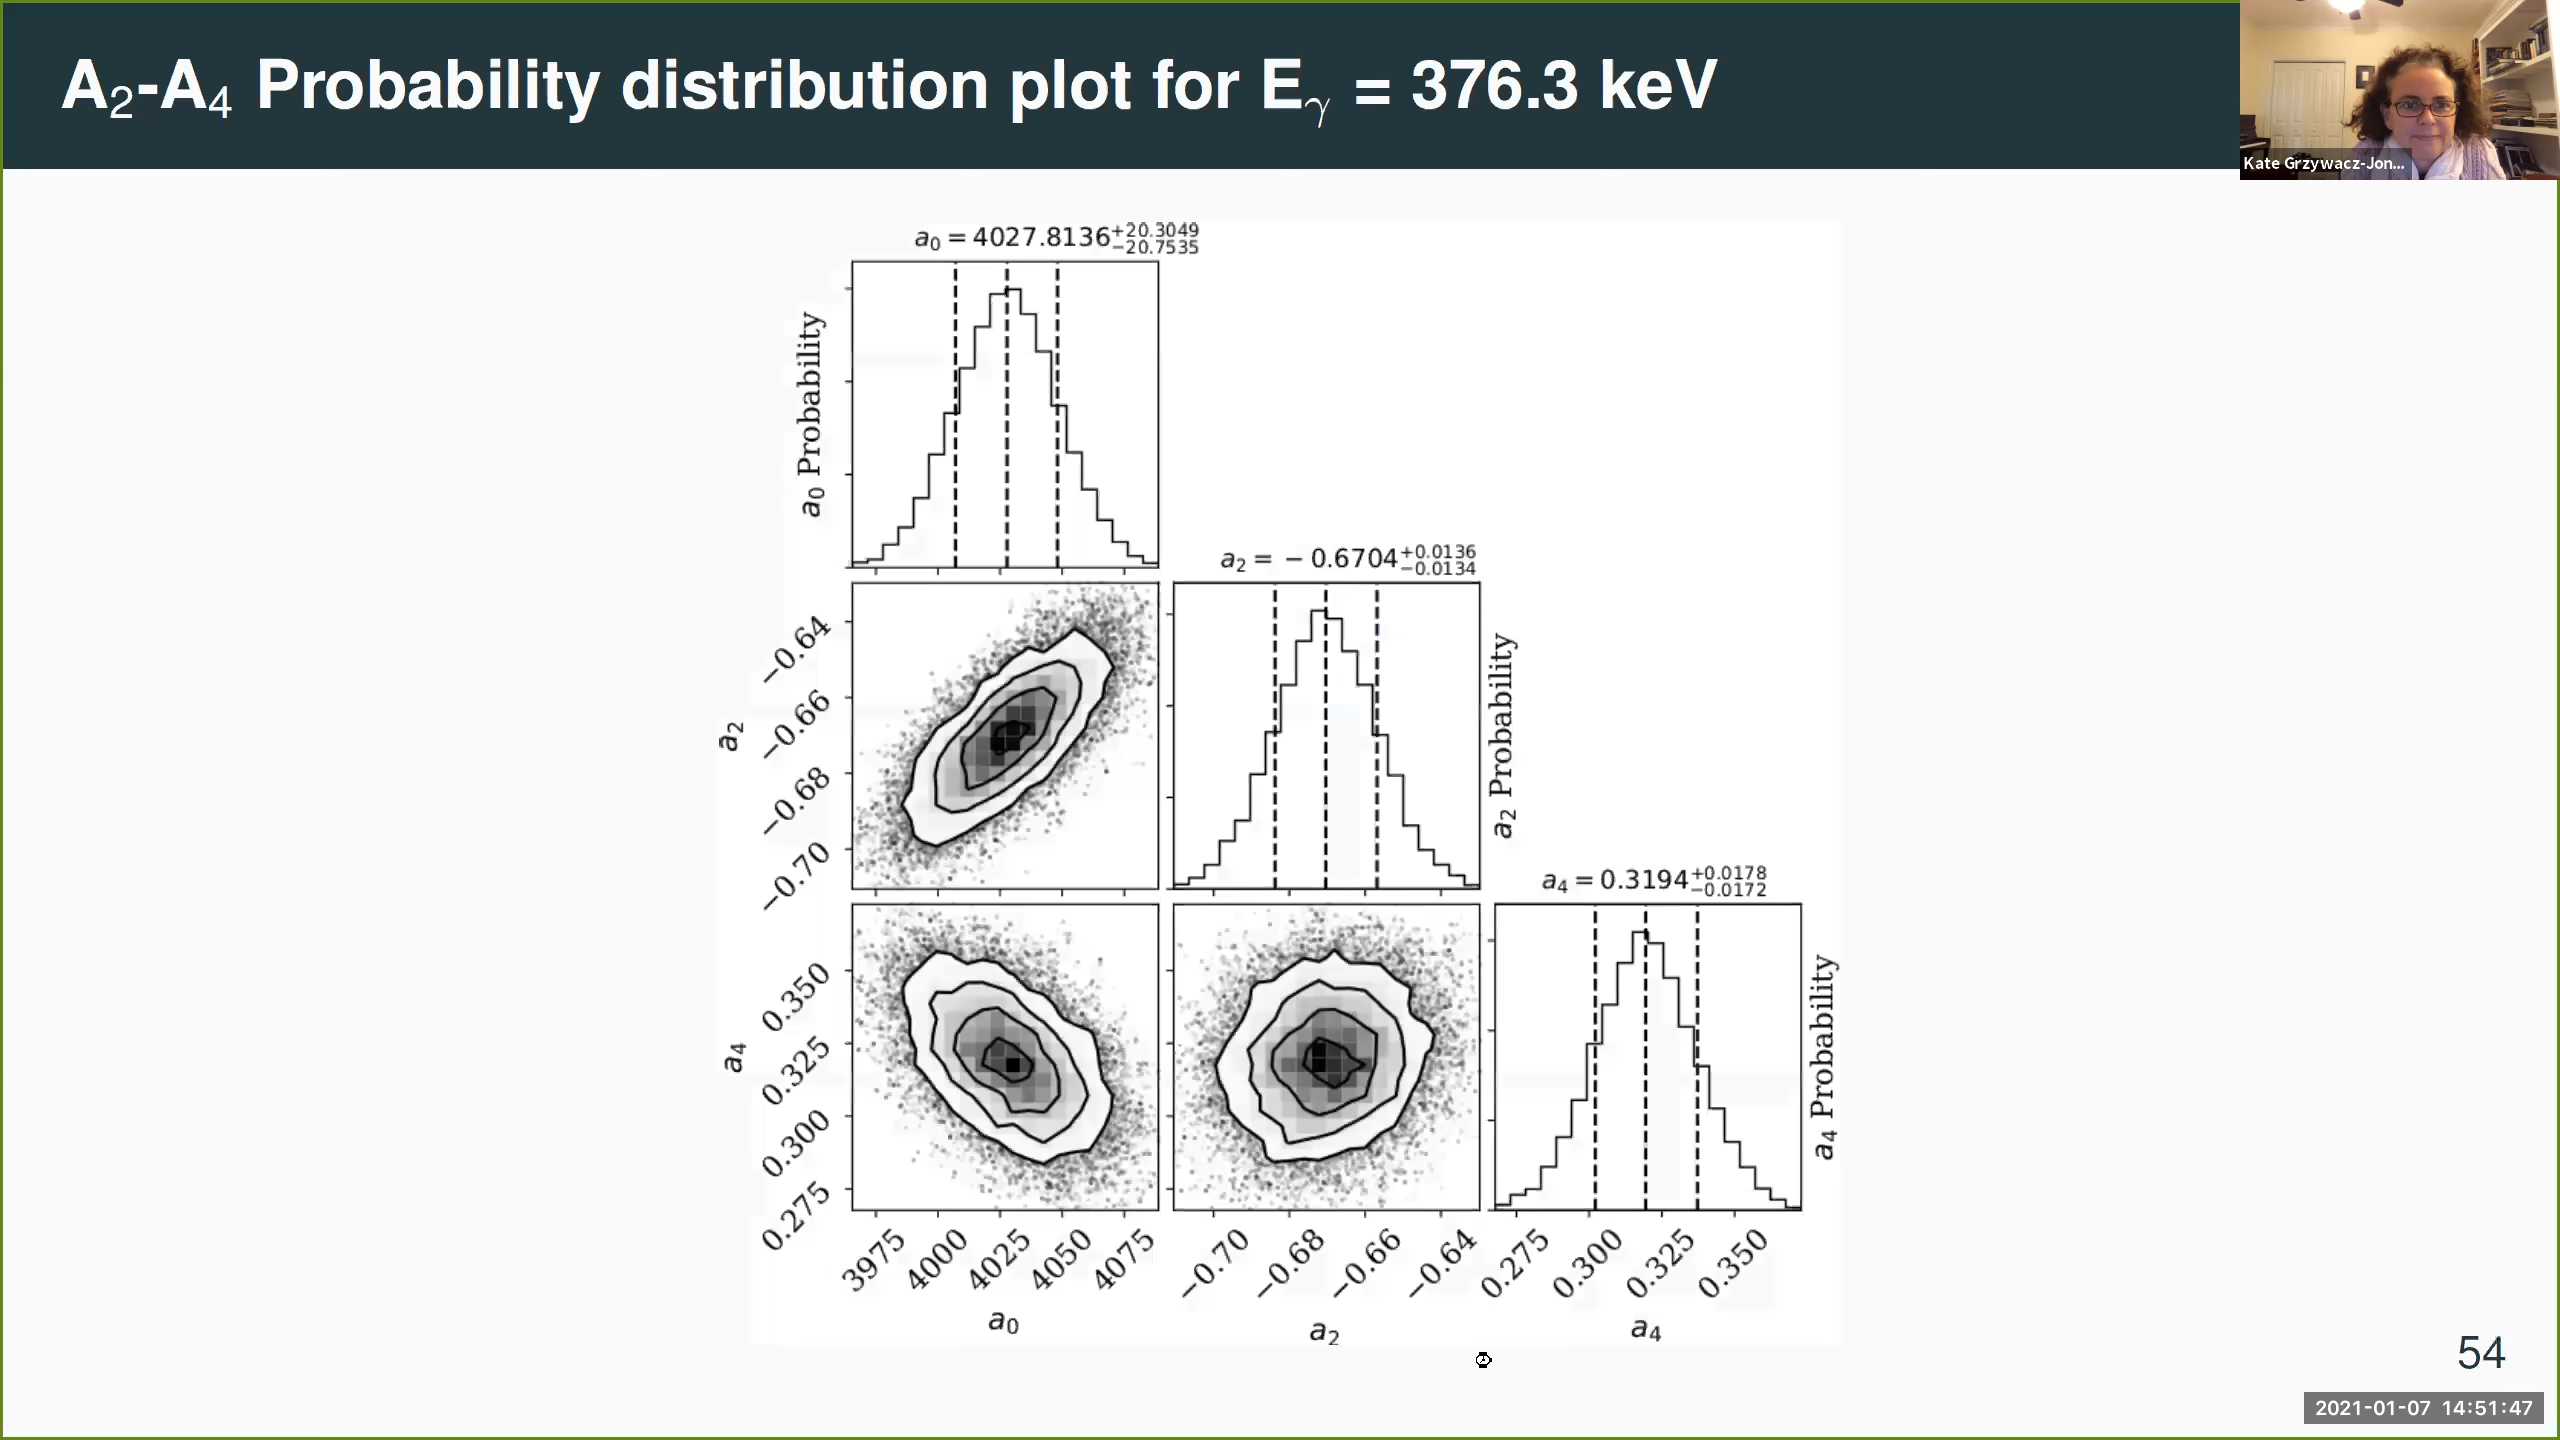 A₂-A₄ Probability distribution plot for Eγ = 376.3 keV
Kate Grzywacz-Jon...
a₀ = 4027.8136 +20.3049 −20.7535
a₀ Probability
a₂ = −0.6704 +0.0136 −0.0134
−0.64
−0.66
−0.68
−0.70
a₂
a₂ Probability
a₄ = 0.3194 +0.0178 −0.0172
0.350
0.325
0.300
0.275
a₄
a₄ Probability
3975 4000 4025 4050 4075
−0.70 −0.68 −0.66 −0.64
0.275 0.300 0.325 0.350
a₀
a₂
a₄
54
2021-01-07 14:51:47